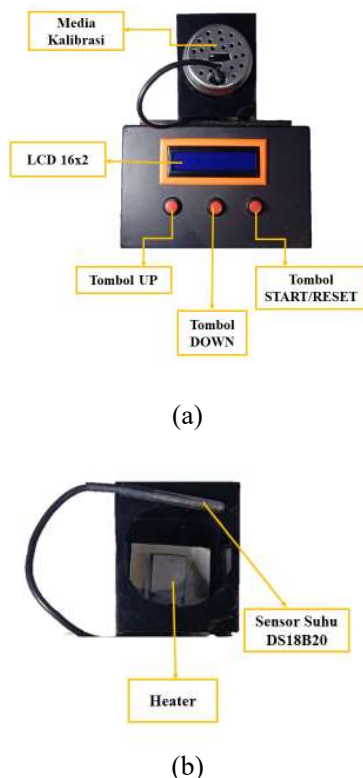 Media
Kalibrasi
LCD 16x2
Tombol UP
Tombol
DOWN
Tombol
START/RESET
(a)
Sensor Suhu
DS18B20
Heater
(b)